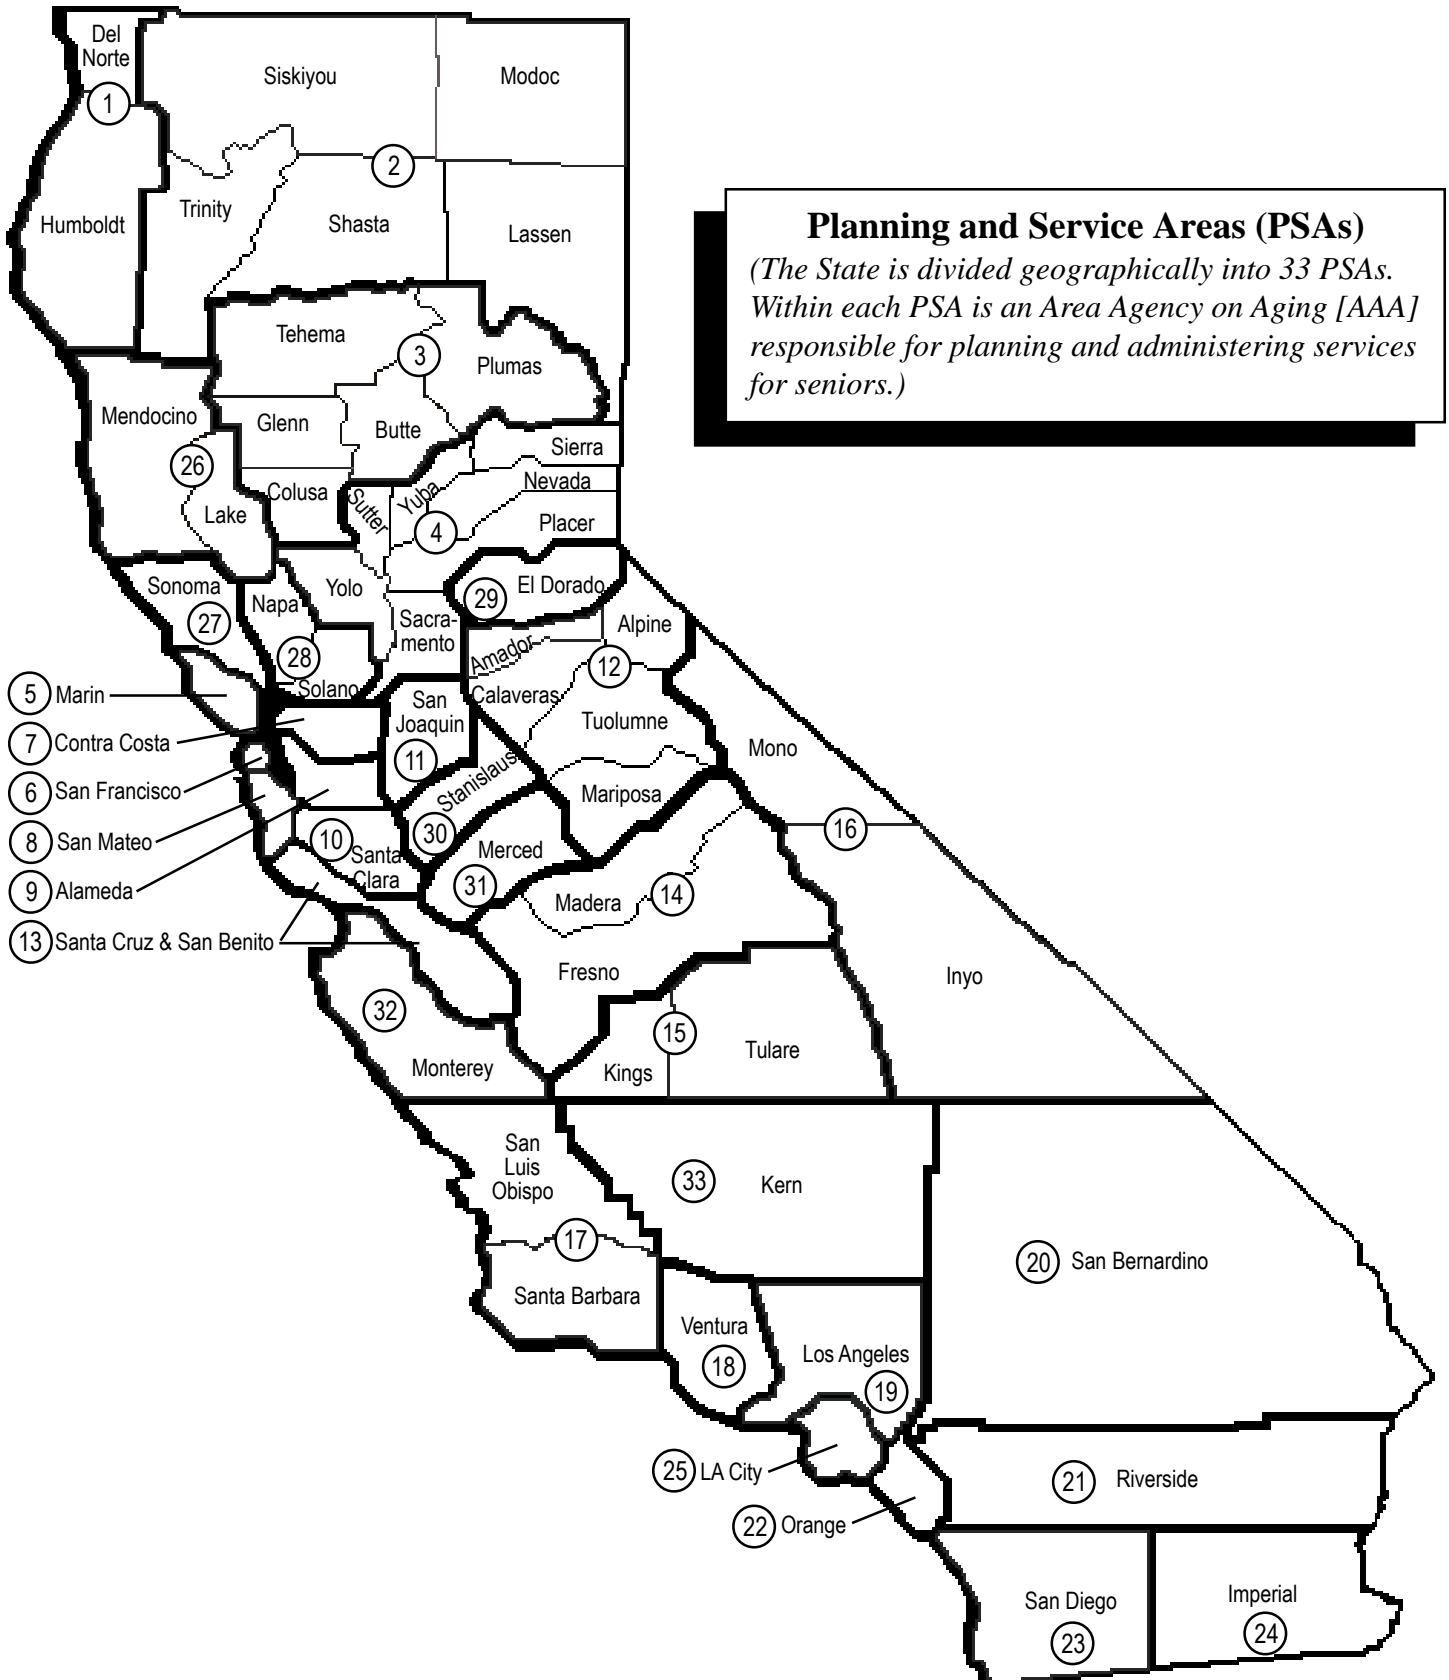 Del
Norte
1
Siskiyou
Modoc
2
Humboldt
Trinity
Shasta
Lassen
Planning and Service Areas (PSAs)
(The State is divided geographically into 33 PSAs.
Within each PSA is an Area Agency on Aging [AAA]
responsible for planning and administering services
for seniors.)
Tehema
3
Plumas
Mendocino
Glenn
Butte
Sierra
26
Colusa
Sutter
Yuba
Nevada
Lake
4
Placer
Sonoma
27
Napa
Yolo
29
El Dorado
Sacra-
mento
Alpine
Amador
12
28
Solano
5 Marin
San
Joaquin
11
Calaveras
Tuolumne
7 Contra Costa
Mono
6 San Francisco
Stanislaus
Mariposa
8 San Mateo
10
Santa
Clara
30
Merced
31
16
9 Alameda
Madera
14
13 Santa Cruz & San Benito
Fresno
Inyo
32
Monterey
15
Kings
Tulare
San
Luis
Obispo
33
Kern
17
20
San Bernardino
Santa Barbara
Ventura
18
Los Angeles
19
25 LA City
21
Riverside
22 Orange
San Diego
23
Imperial
24